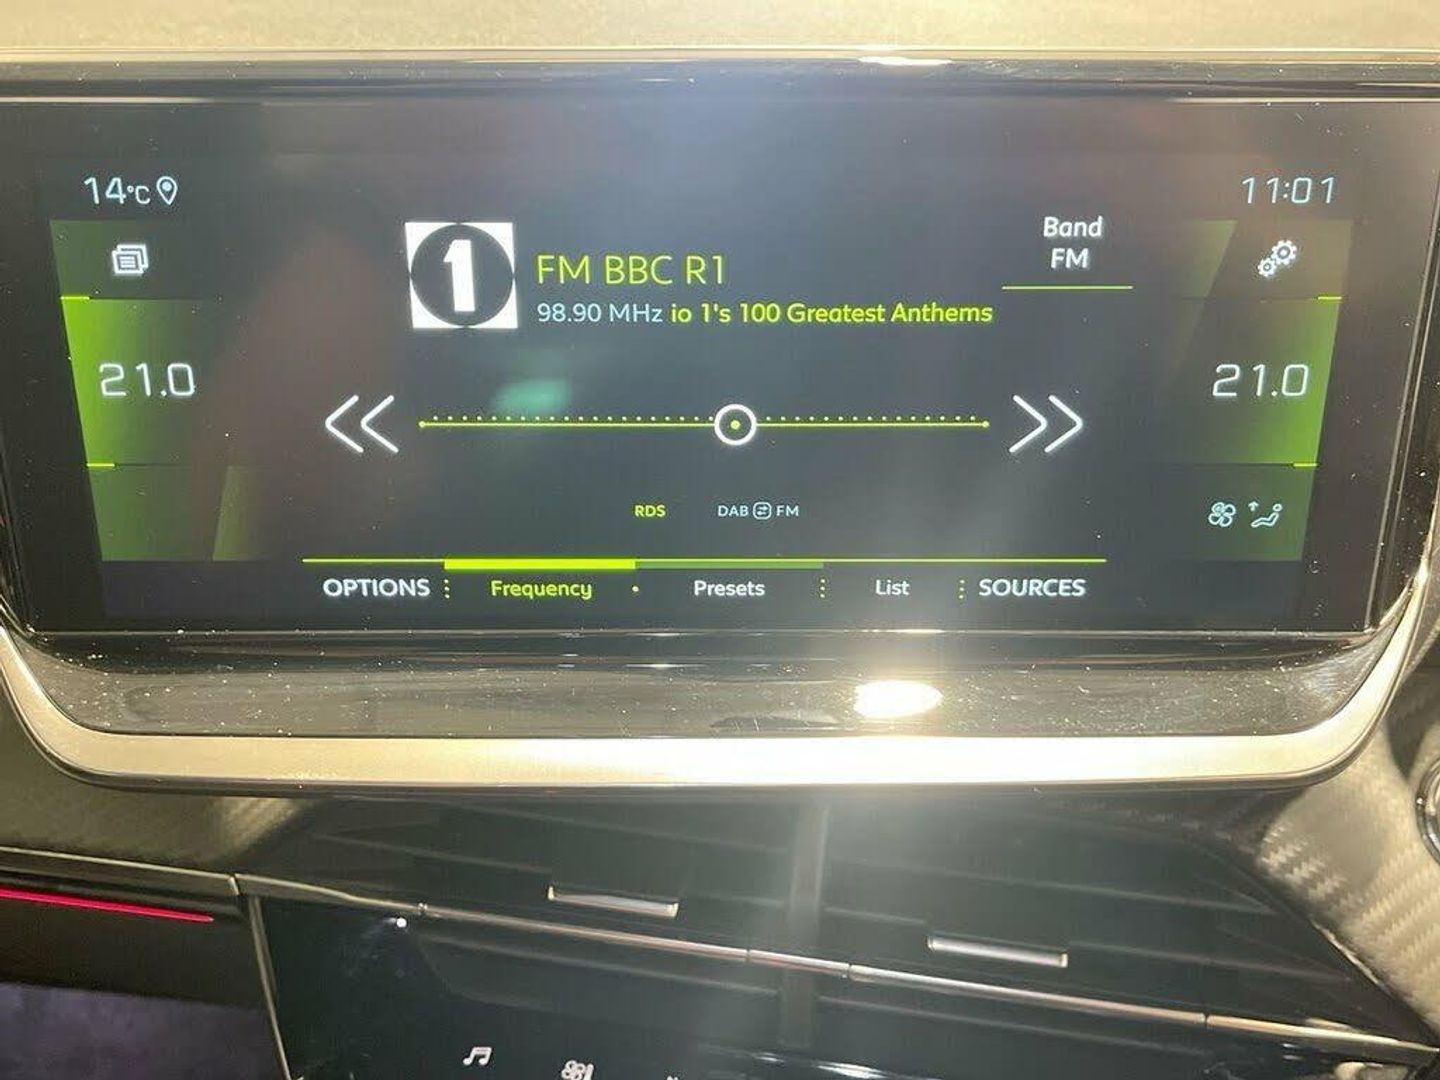 14°C
11:01
1
FM BBC R1
98.90 MHz io 1's 100 Greatest Anthems
Band
FM
21.0
21.0
RDS
DAB FM
OPTIONS
Frequency
Presets
List
SOURCES